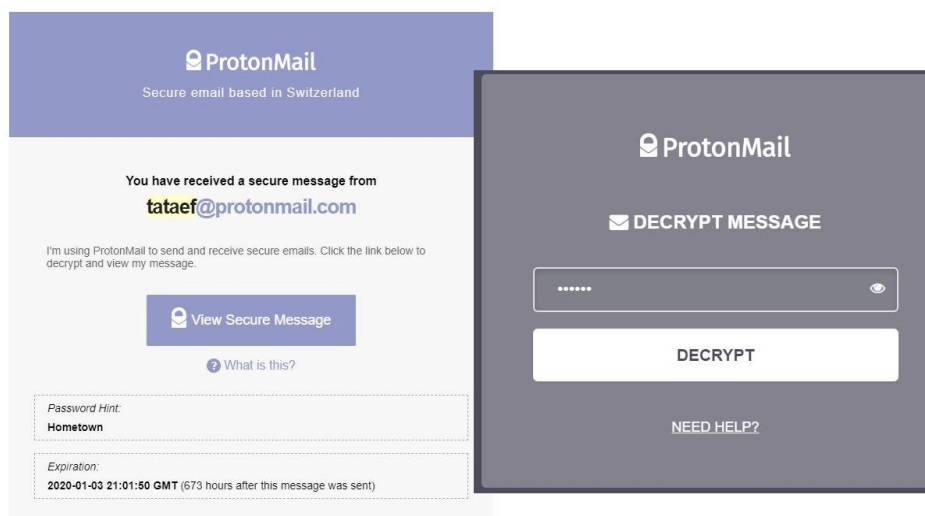 ProtonMail
Secure email based in Switzerland
You have received a secure message from
tataef@protonmail.com
I'm using ProtonMail to send and receive secure emails. Click the link below to
decrypt and view my message.
View Secure Message
? What is this?
Password Hint:
Hometown
Expiration:
2020-01-03 21:01:50 GMT (673 hours after this message was sent)
ProtonMail
DECRYPT MESSAGE
••••••
DECRYPT
NEED HELP?